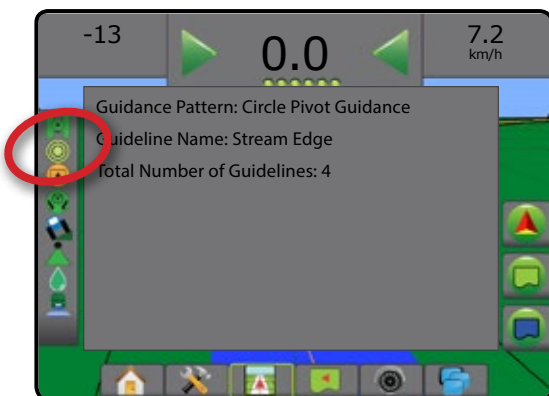 -13
0.0
7.2
km/h
Guidance Pattern: Circle Pivot Guidance
Guideline Name: Stream Edge
Total Number of Guidelines: 4